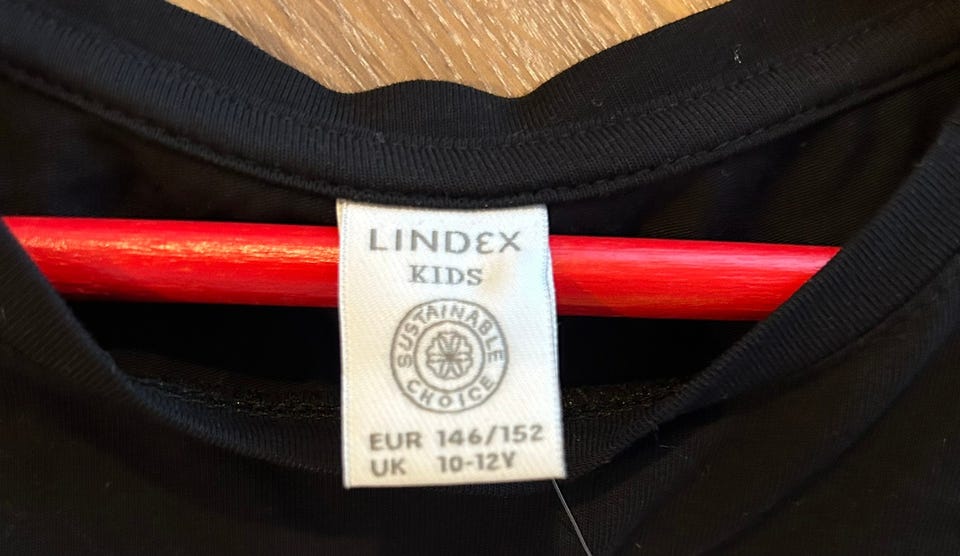 LINDEX
KIDS
SUSTAINABLE
CHOICE
EUR 146/152
UK 10-12Y